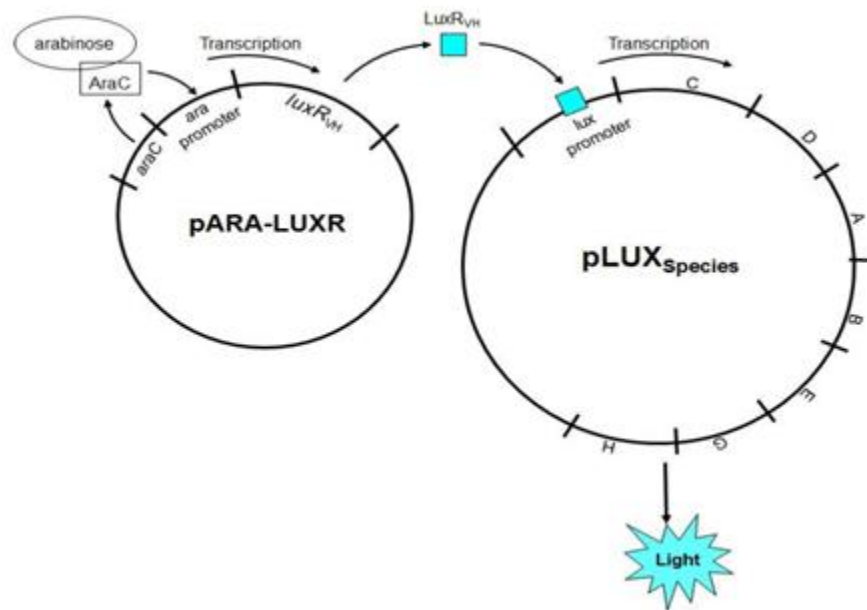 arabinose
AraC
Transcription
araC
ara
promoter
luxR_VH
pARA-LUXR
LuxR_VH
Transcription
lux
promoter
C
D
A
B
E
G
H
pLUX_Species
Light